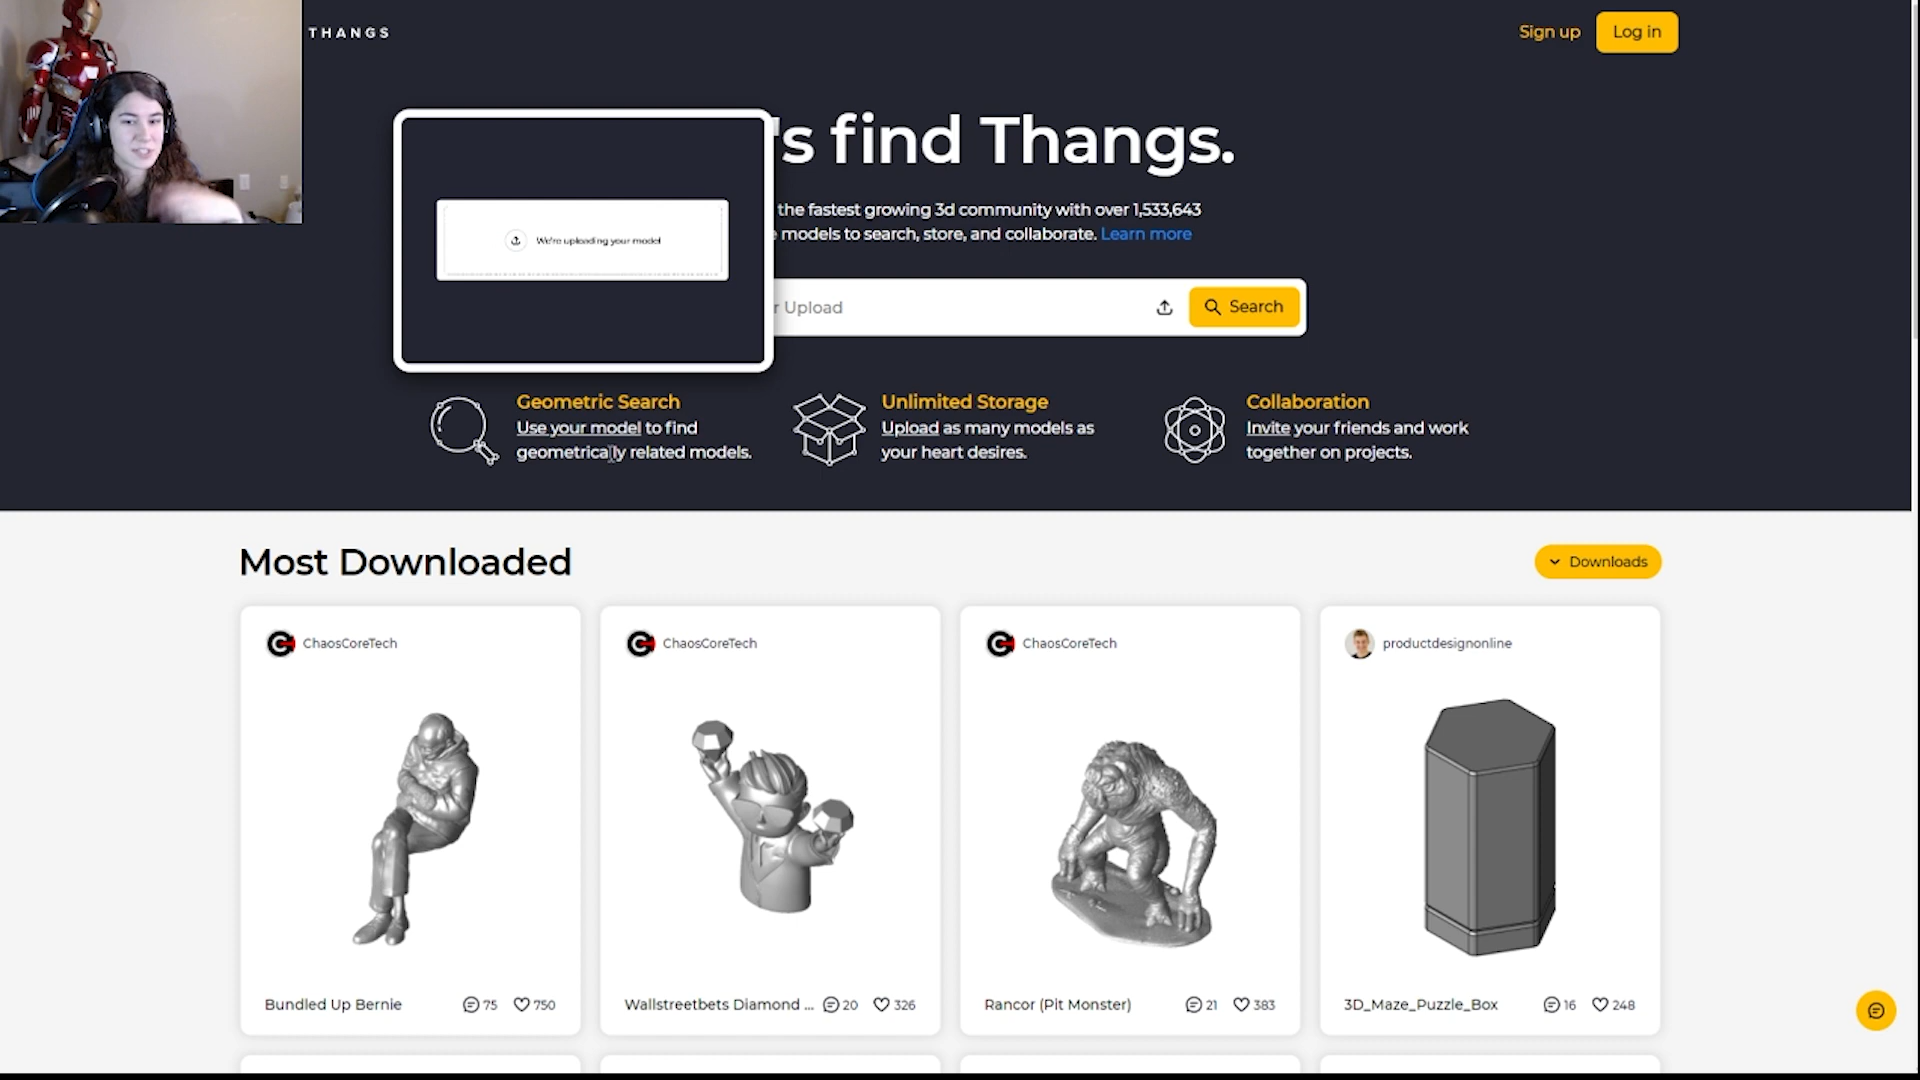 THANGS
Sign up
Log in
's find Thangs.
the fastest growing 3d community with over 1,533,643
models to search, store, and collaborate. Learn more
We're uploading your model
r Upload
Search
Geometric Search
Use your model to find
geometrically related models.
Unlimited Storage
Upload as many models as
your heart desires.
Collaboration
Invite your friends and work
together on projects.
Most Downloaded
Downloads
ChaosCoreTech
ChaosCoreTech
ChaosCoreTech
productdesignonline
Bundled Up Bernie 75 750
Wallstreetbets Diamond ... 20 326
Rancor (Pit Monster) 21 383
3D_Maze_Puzzle_Box 16 248